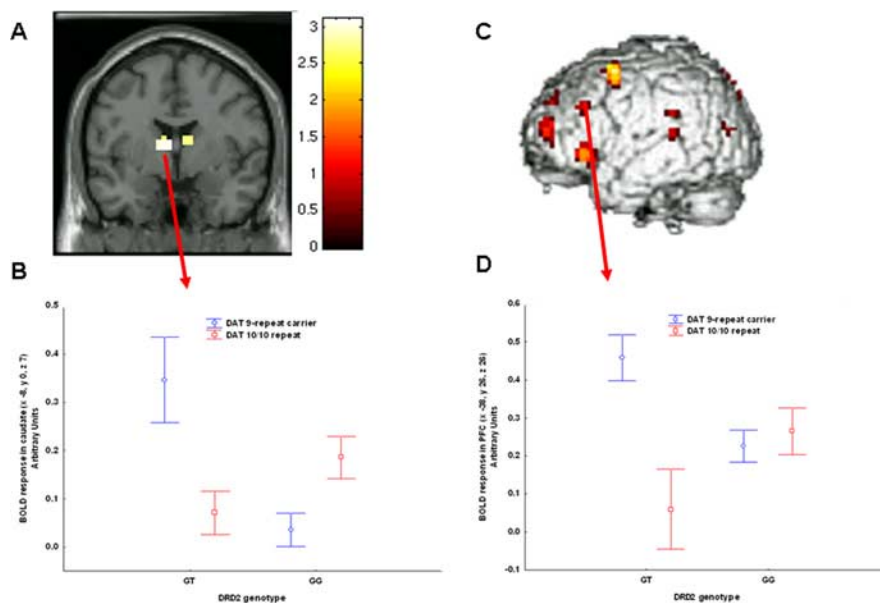 A
3
2.5
2
1.5
1
0.5
0
C
B
0.5
0.4
0.3
0.2
0.1
0.0
DAT 9-repeat carrier
DAT 10/10 repeat
BOLD response in caudate (x -8, y 0, z 7)
Arbitrary Units
GT
GG
DRD2 genotype
D
0.6
0.5
0.4
0.3
0.2
0.1
0.0
-0.1
DAT 9-repeat carrier
DAT 10/10 repeat
BOLD response in PFC (x -38, y 26, z 26)
Arbitrary Units
GT
GG
DRD2 genotype